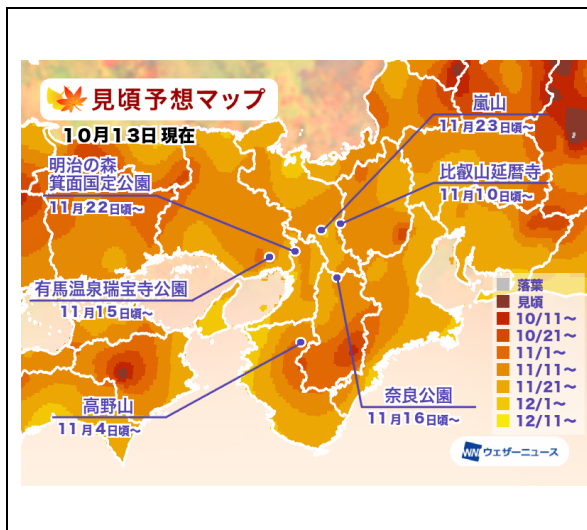 見頃予想マップ
10月13日 現在
嵐山
11月23日頃~
明治の森
箕面国定公園
11月22日頃~
比叡山延暦寺
11月10日頃~
有馬温泉瑞宝寺公園
11月15日頃~
高野山
11月4日頃~
奈良公園
11月16日頃~
落葉
見頃
10/11~
10/21~
11/1~
11/11~
11/21~
12/1~
12/11~
WNI ウェザーニュース